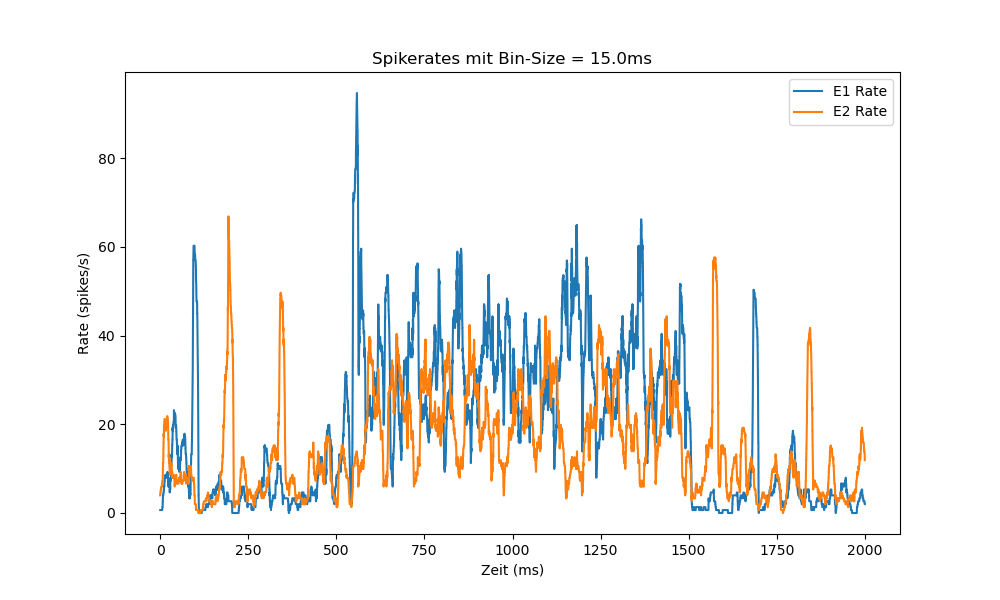 Spikerates mit Bin-Size = 15.0ms
E1 Rate
E2 Rate
Rate (spikes/s)
80
60
40
20
0
0 250 500 750 1000 1250 1500 1750 2000
Zeit (ms)